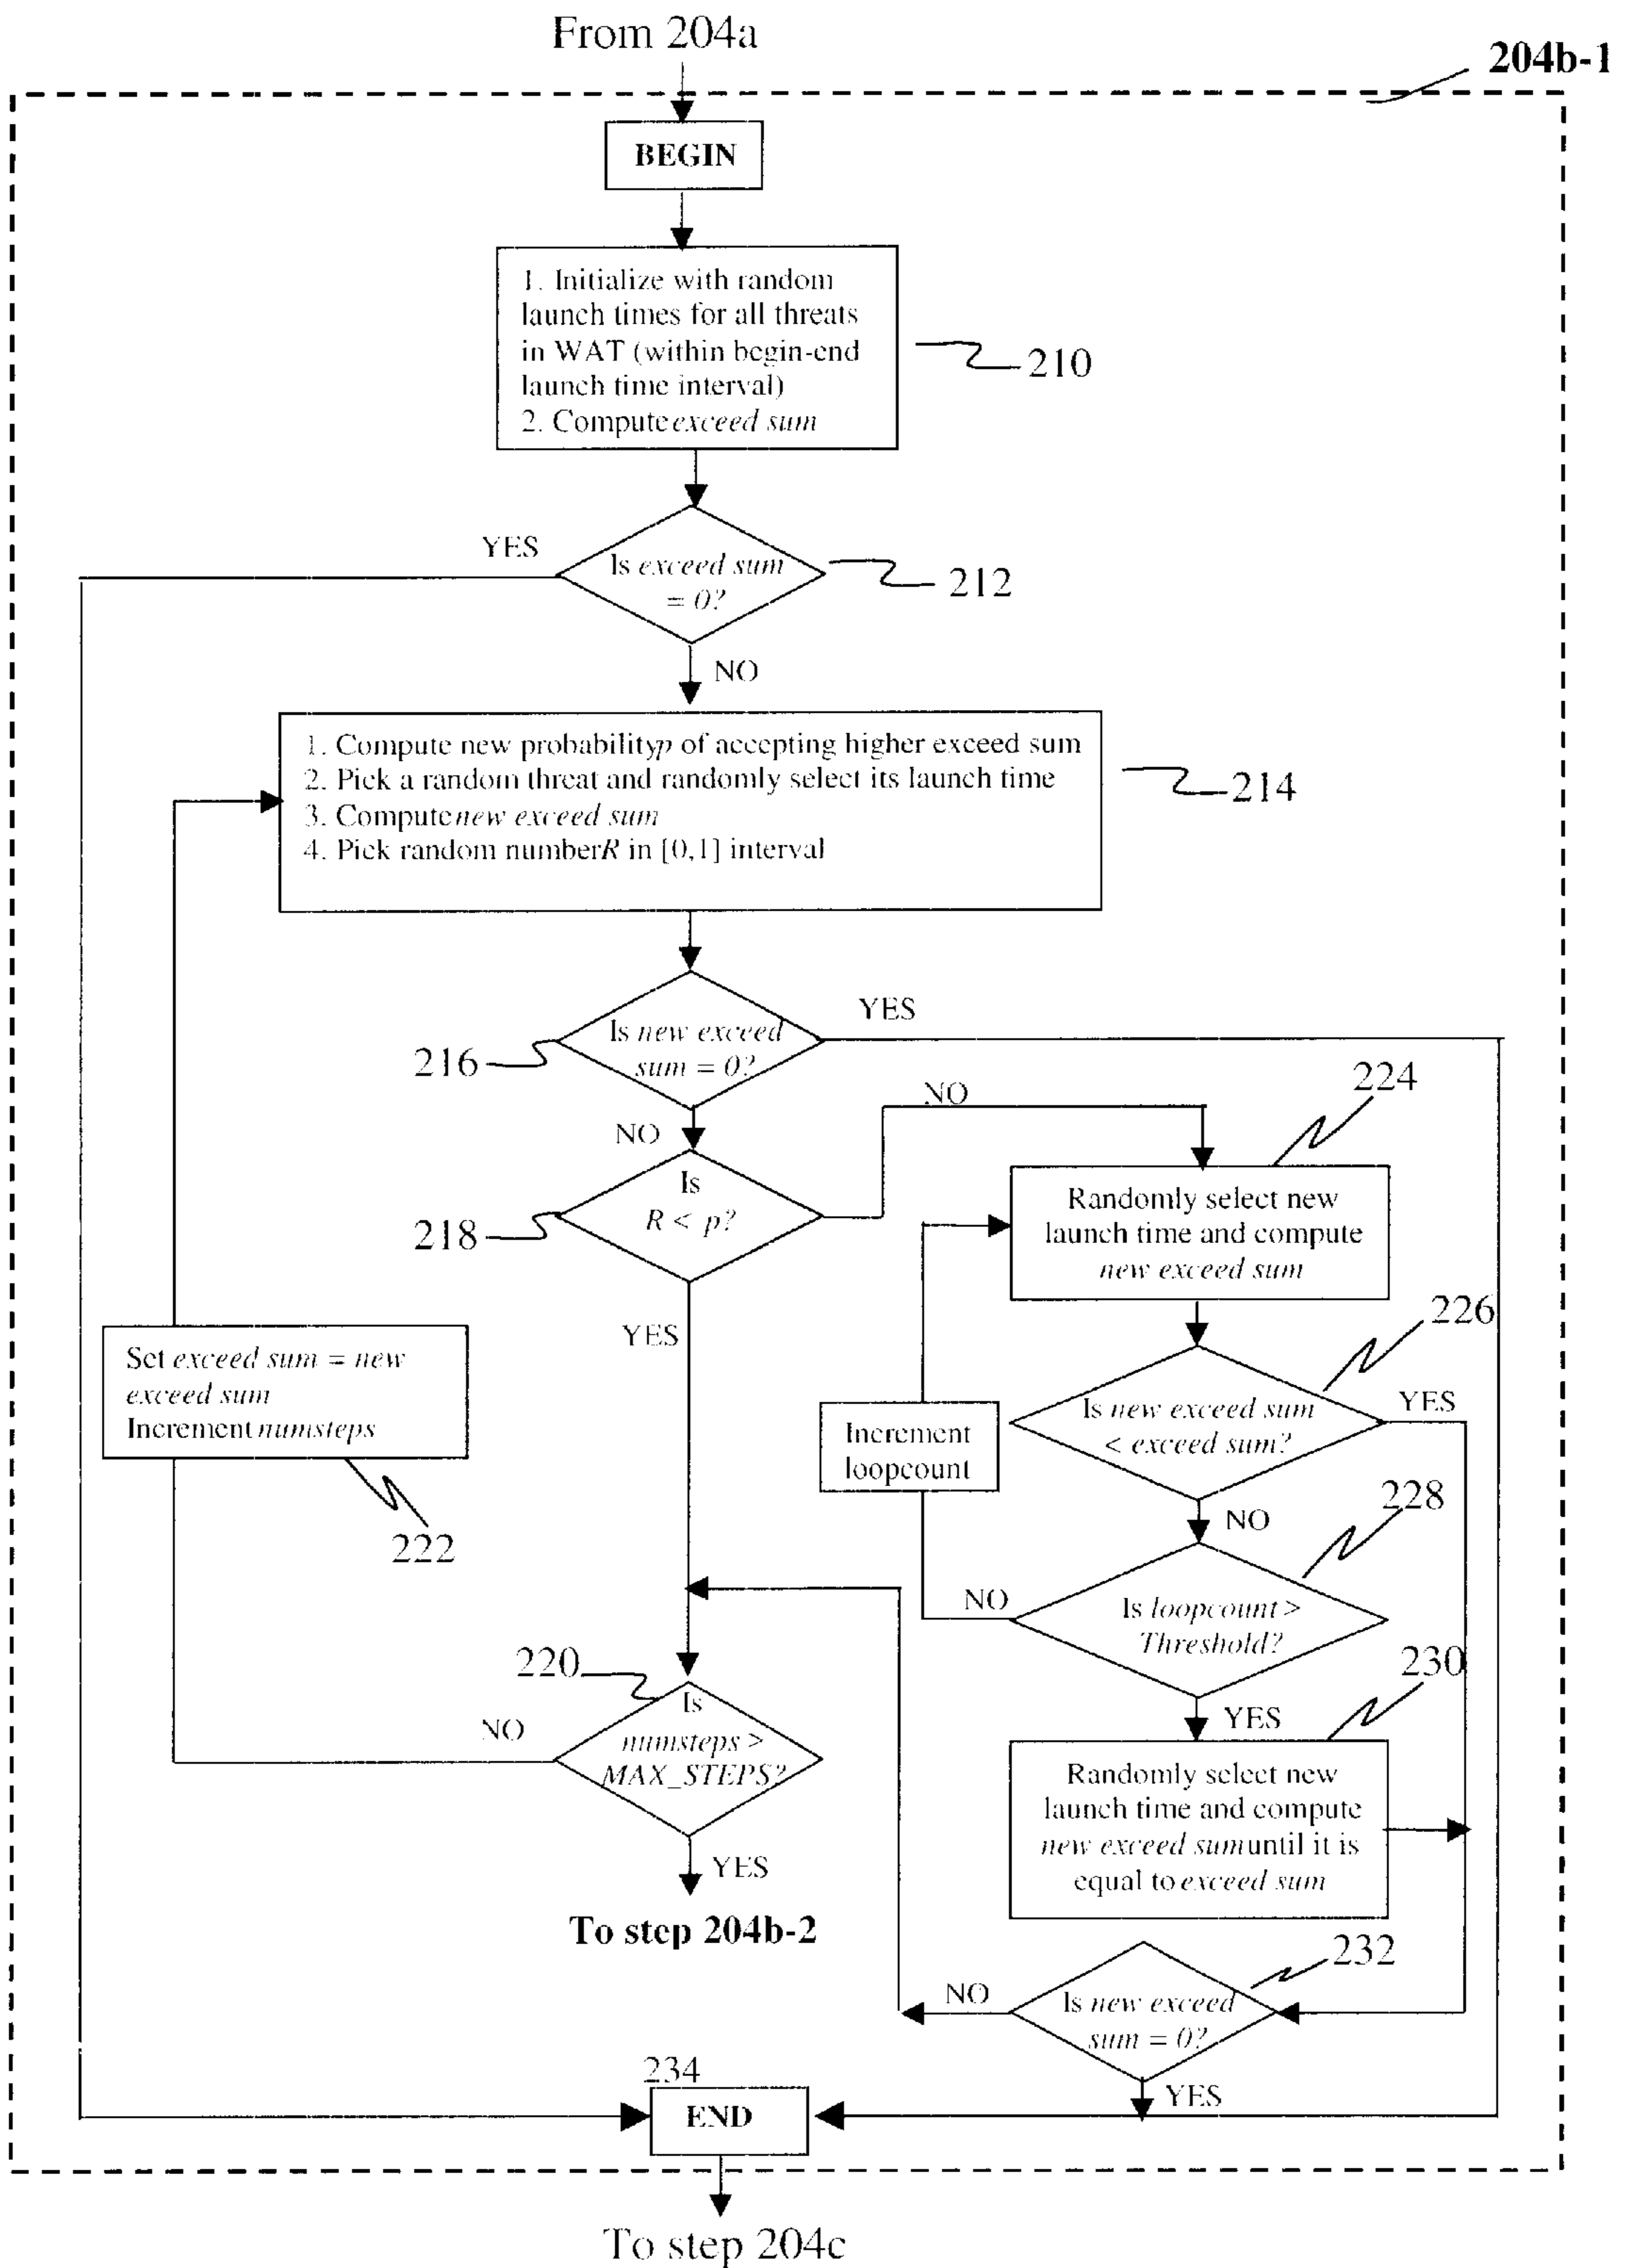 From 204a
204b-1
BEGIN
1. Initialize with random
launch times for all threats
in WAT (within begin-end
launch time interval)
2. Compute exceed sum
210
YES
Is exceed sum
= 0?
212
NO
1. Compute new probability p of accepting higher exceed sum
2. Pick a random threat and randomly select its launch time
3. Compute new exceed sum
4. Pick random number R in [0,1] interval
214
YES
Is new exceed
sum = 0?
216
NO
NO
224
Is
R < p?
218
Randomly select new
launch time and compute
new exceed sum
YES
226
Set exceed sum = new
exceed sum
Increment numsteps
222
Is new exceed sum
< exceed sum?
YES
Increment
loopcount
NO
228
NO
Is loopcount >
Threshold?
220
230
Is
numsteps >
MAX_STEPS?
NO
YES
Randomly select new
launch time and compute
new exceed sum until it is
equal to exceed sum
YES
To step 204b-2
232
NO
Is new exceed
sum = 0?
234
YES
END
To step 204c